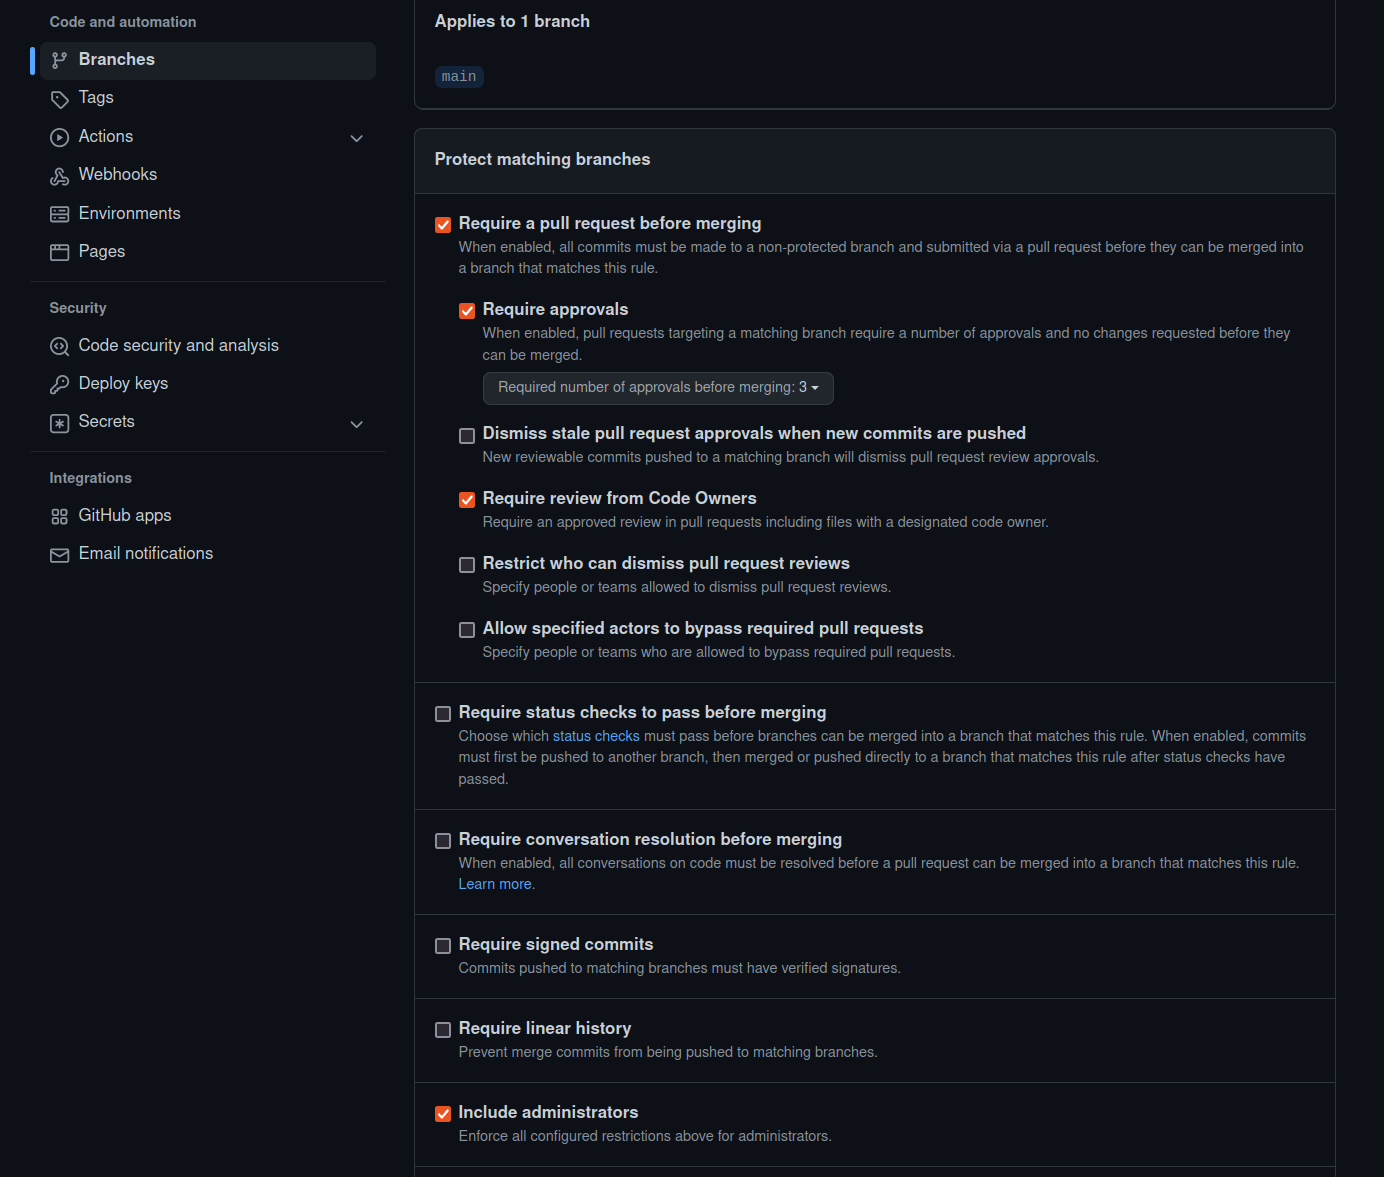 Code and automation
Branches
Tags
Actions
Webhooks
Environments
Pages
Security
Code security and analysis
Deploy keys
Secrets
Integrations
GitHub apps
Email notifications
Applies to 1 branch
main
Protect matching branches
Require a pull request before merging
When enabled, all commits must be made to a non-protected branch and submitted via a pull request before they can be merged into
a branch that matches this rule.
Require approvals
When enabled, pull requests targeting a matching branch require a number of approvals and no changes requested before they
can be merged.
Required number of approvals before merging: 3
Dismiss stale pull request approvals when new commits are pushed
New reviewable commits pushed to a matching branch will dismiss pull request review approvals.
Require review from Code Owners
Require an approved review in pull requests including files with a designated code owner.
Restrict who can dismiss pull request reviews
Specify people or teams allowed to dismiss pull request reviews.
Allow specified actors to bypass required pull requests
Specify people or teams who are allowed to bypass required pull requests.
Require status checks to pass before merging
Choose which status checks must pass before branches can be merged into a branch that matches this rule. When enabled, commits
must first be pushed to another branch, then merged or pushed directly to a branch that matches this rule after status checks have
passed.
Require conversation resolution before merging
When enabled, all conversations on code must be resolved before a pull request can be merged into a branch that matches this rule.
Learn more.
Require signed commits
Commits pushed to matching branches must have verified signatures.
Require linear history
Prevent merge commits from being pushed to matching branches.
Include administrators
Enforce all configured restrictions above for administrators.